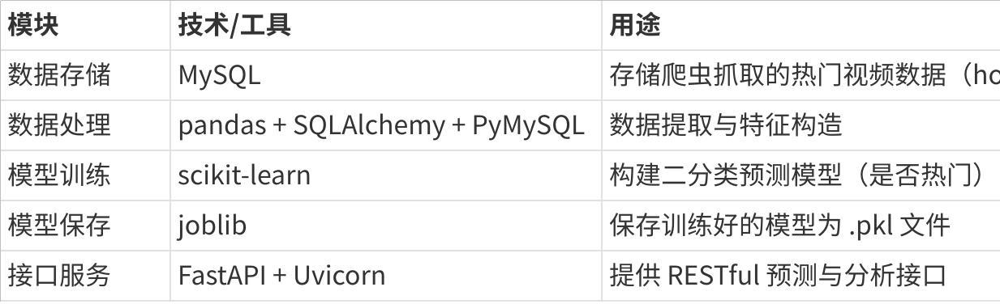 模块 技术/工具 用途
数据存储 MySQL 存储爬虫抓取的热门视频数据（ho
数据处理 pandas + SQLAlchemy + PyMySQL 数据提取与特征构造
模型训练 scikit-learn 构建二分类预测模型（是否热门）
模型保存 joblib 保存训练好的模型为 .pkl 文件
接口服务 FastAPI + Uvicorn 提供 RESTful 预测与分析接口